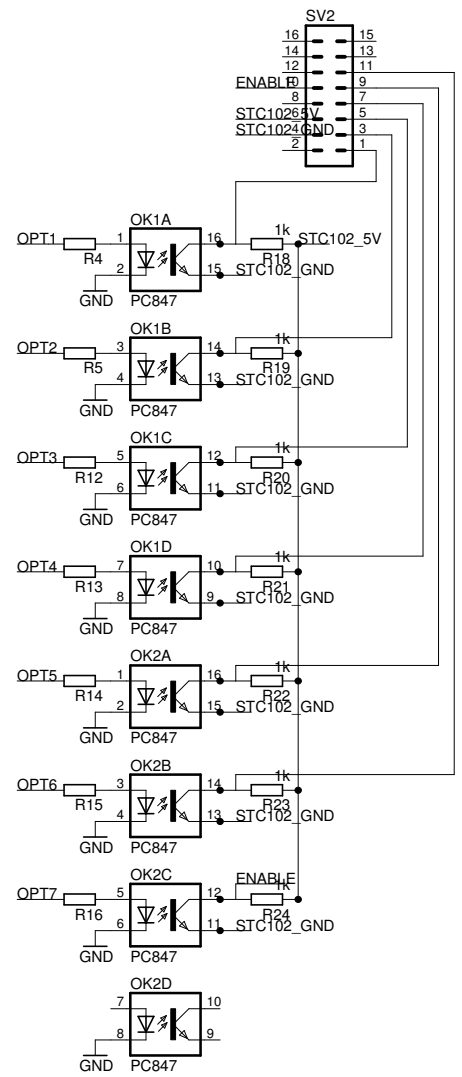 SV2
16 15
14 13
12 11
ENABLE 10 9
8 7
STC102_5V 6 5
STC102_GND 4 3
2 1
OK1A
OPT1 R4 1 16 1k R18 STC102_5V
2 15 STC102_GND
GND PC847
OK1B
OPT2 R5 3 14 1k R19
4 13 STC102_GND
GND PC847
OK1C
OPT3 R12 5 12 1k R20
6 11 STC102_GND
GND PC847
OK1D
OPT4 R13 7 10 1k R21
8 9 STC102_GND
GND PC847
OK2A
OPT5 R14 1 16 1k R22
2 15 STC102_GND
GND PC847
OK2B
OPT6 R15 3 14 1k R23
4 13 STC102_GND
GND PC847
OK2C
OPT7 R16 5 12 ENABLE 1k R24
6 11 STC102_GND
GND PC847
OK2D
7 10
8 9
GND PC847